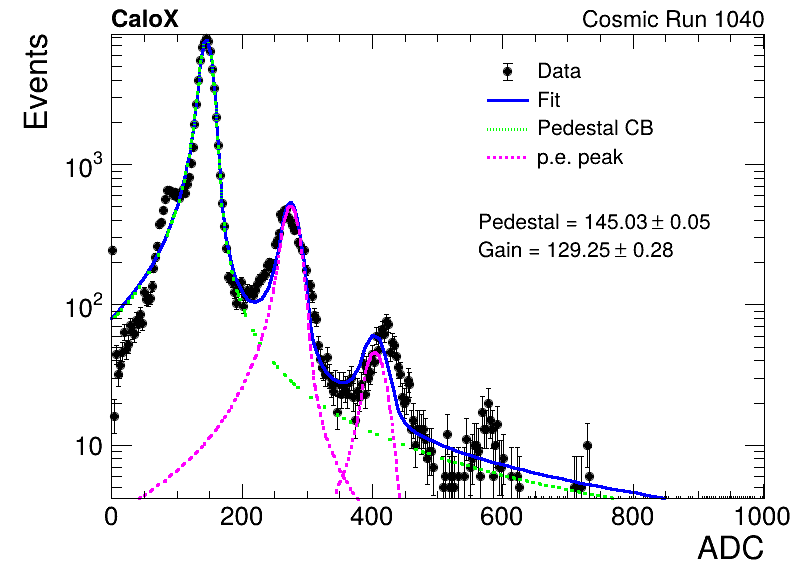 CaloX
Cosmic Run 1040
Events
Data
Fit
Pedestal CB
p.e. peak
Pedestal = 145.03 ± 0.05
Gain = 129.25 ± 0.28
10³
10²
10
0 200 400 600 800 1000
ADC